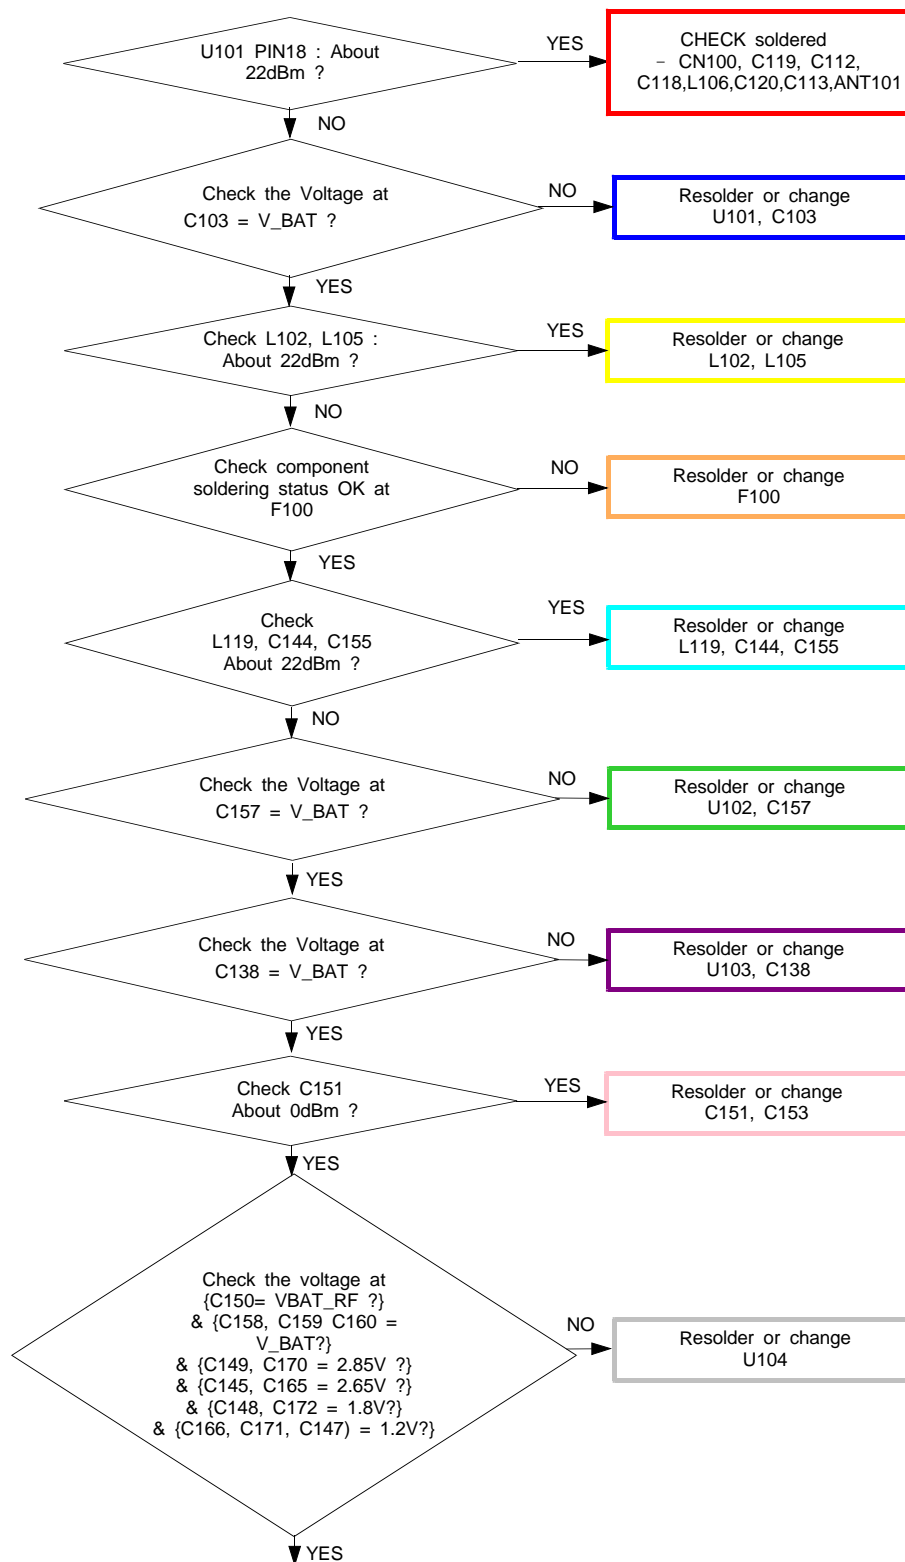 U101 PIN18 : About
22dBm ?
YES
CHECK soldered
– CN100, C119, C112,
C118,L106,C120,C113,ANT101
NO
Check the Voltage at
C103 = V_BAT ?
NO
Resolder or change
U101, C103
YES
Check L102, L105 :
About 22dBm ?
YES
Resolder or change
L102, L105
NO
Check component
soldering status OK at
F100
NO
Resolder or change
F100
YES
Check
L119, C144, C155
About 22dBm ?
YES
Resolder or change
L119, C144, C155
NO
Check the Voltage at
C157 = V_BAT ?
NO
Resolder or change
U102, C157
YES
Check the Voltage at
C138 = V_BAT ?
NO
Resolder or change
U103, C138
YES
Check C151
About 0dBm ?
YES
Resolder or change
C151, C153
YES
Check the voltage at
{C150= VBAT_RF ?}
& {C158, C159 C160 =
V_BAT?}
& {C149, C170 = 2.85V ?}
& {C145, C165 = 2.65V ?}
& {C148, C172 = 1.8V?}
& {C166, C171, C147) = 1.2V?}
NO
Resolder or change
U104
YES